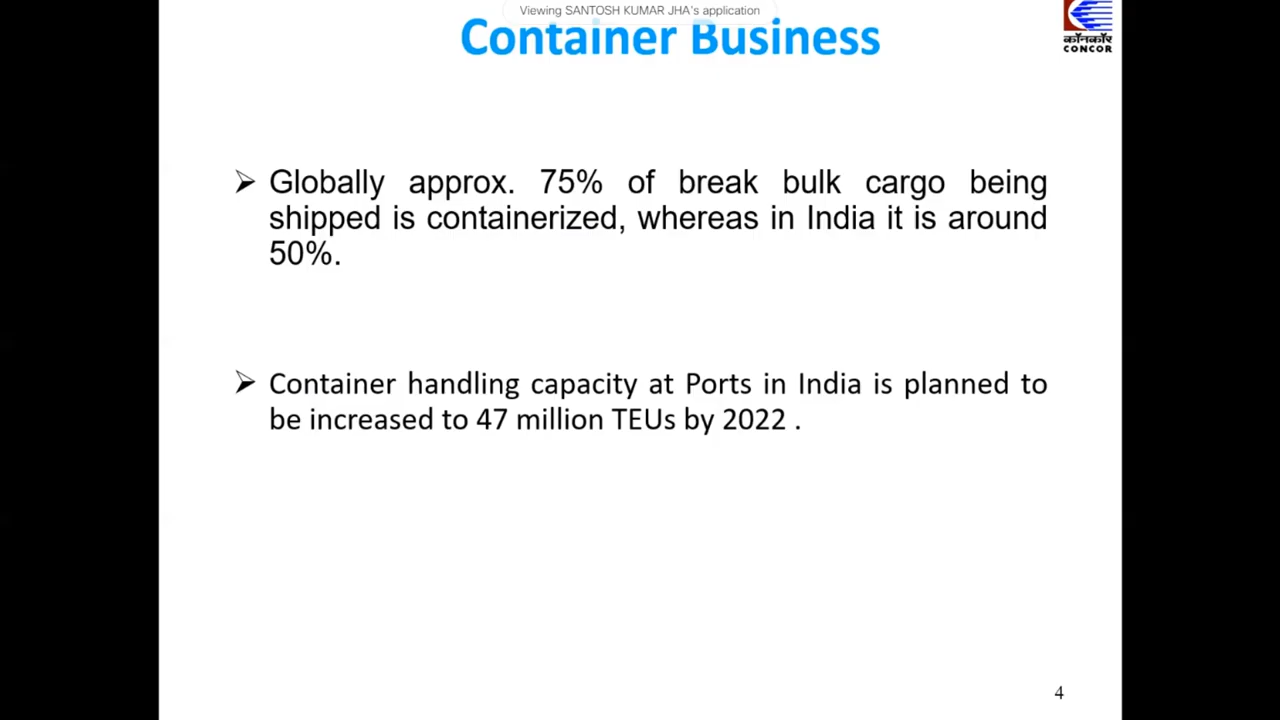 Viewing SANTOSH KUMAR JHA's application
Container Business
कॉनकॉर
CONCOR
➢ Globally approx. 75% of break bulk cargo being
shipped is containerized, whereas in India it is around
50%.
➢ Container handling capacity at Ports in India is planned to
be increased to 47 million TEUs by 2022 .
4